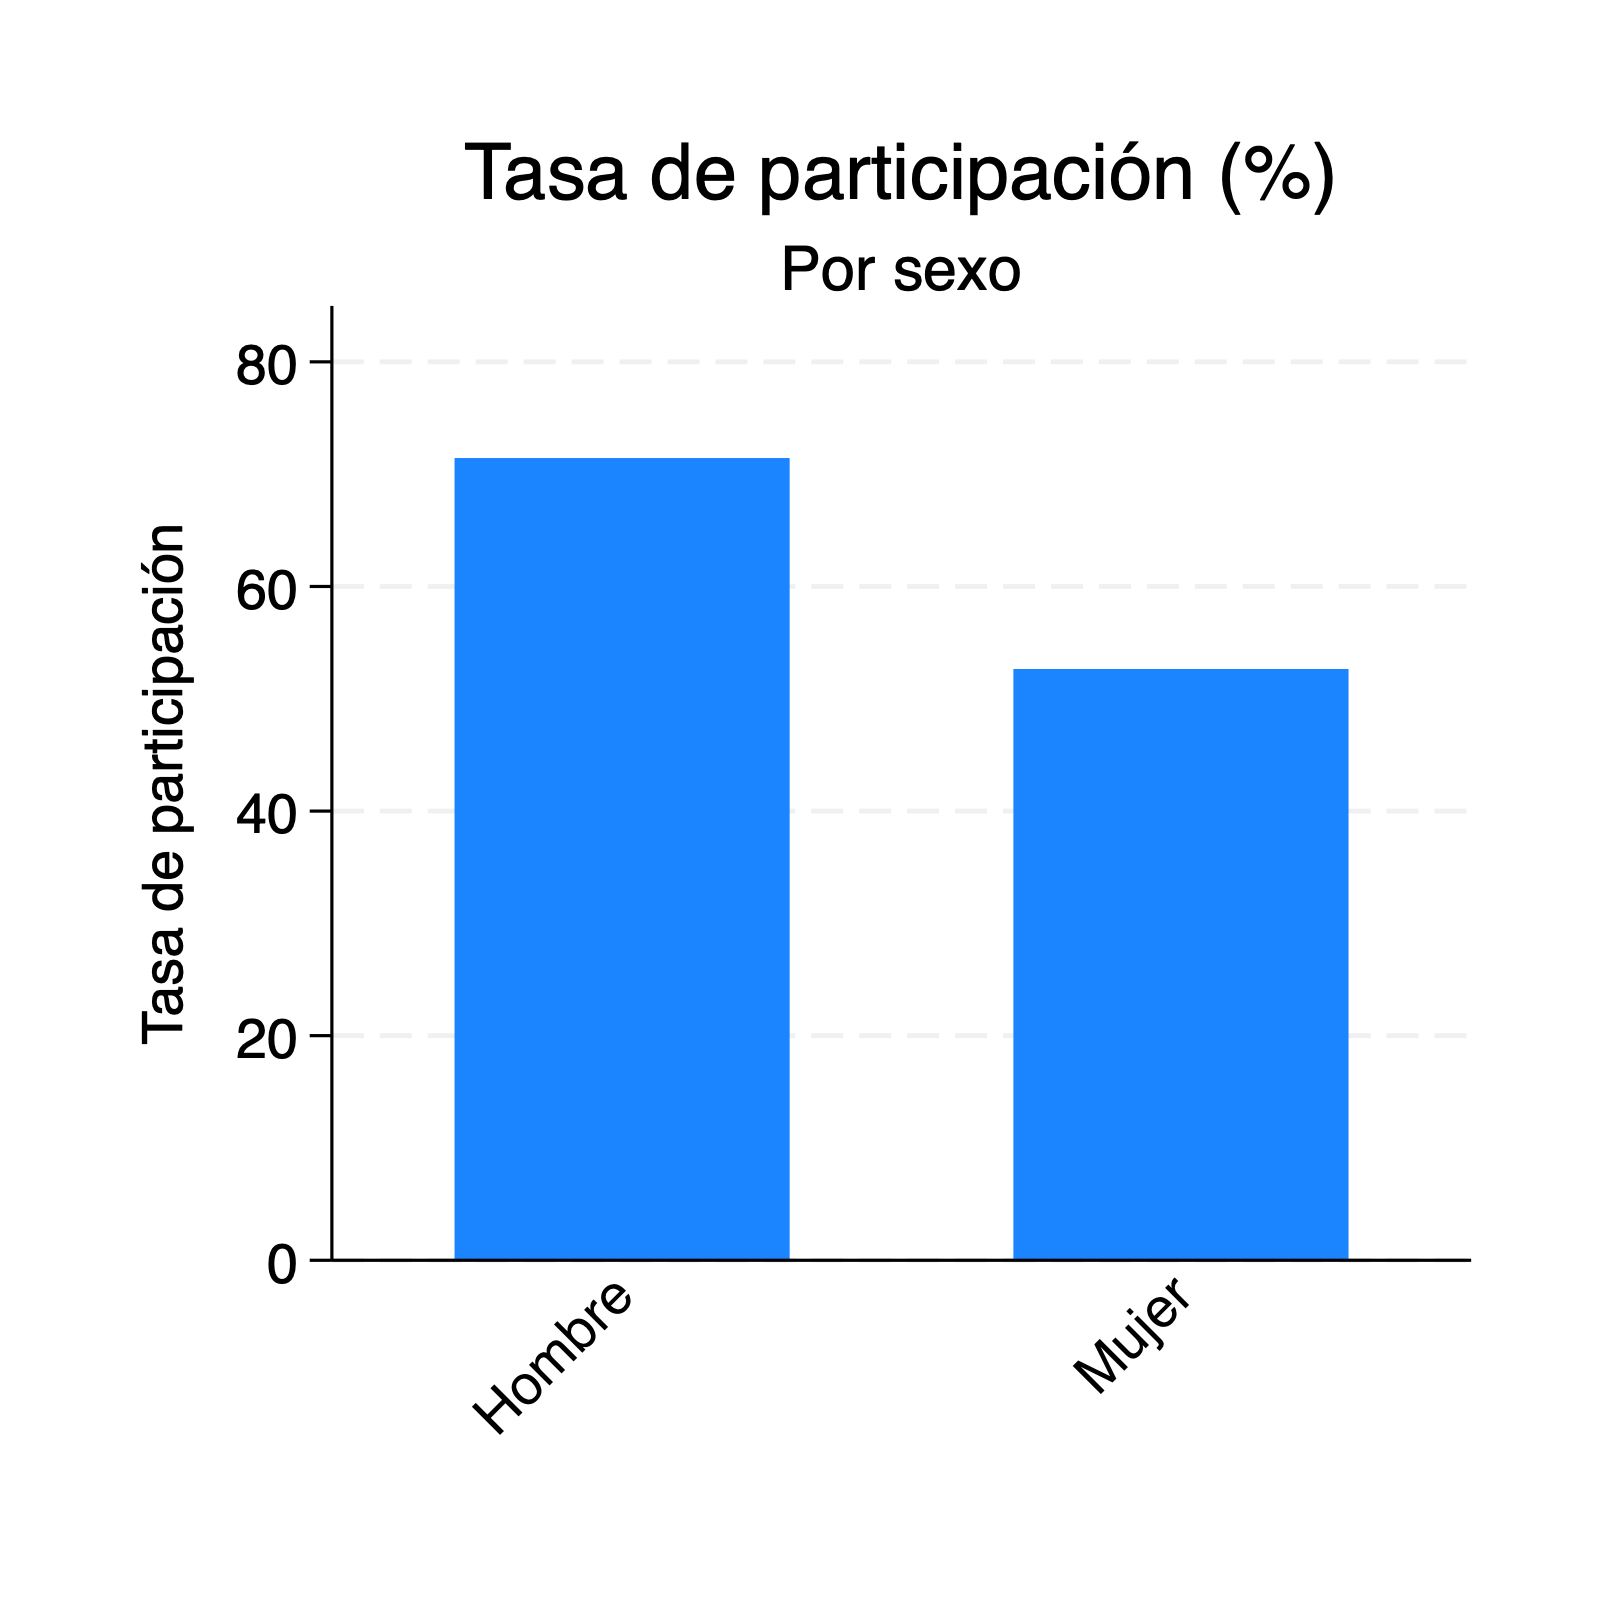 Tasa de participación (%)
Por sexo
Tasa de participación
80
60
40
20
0
Hombre
Mujer